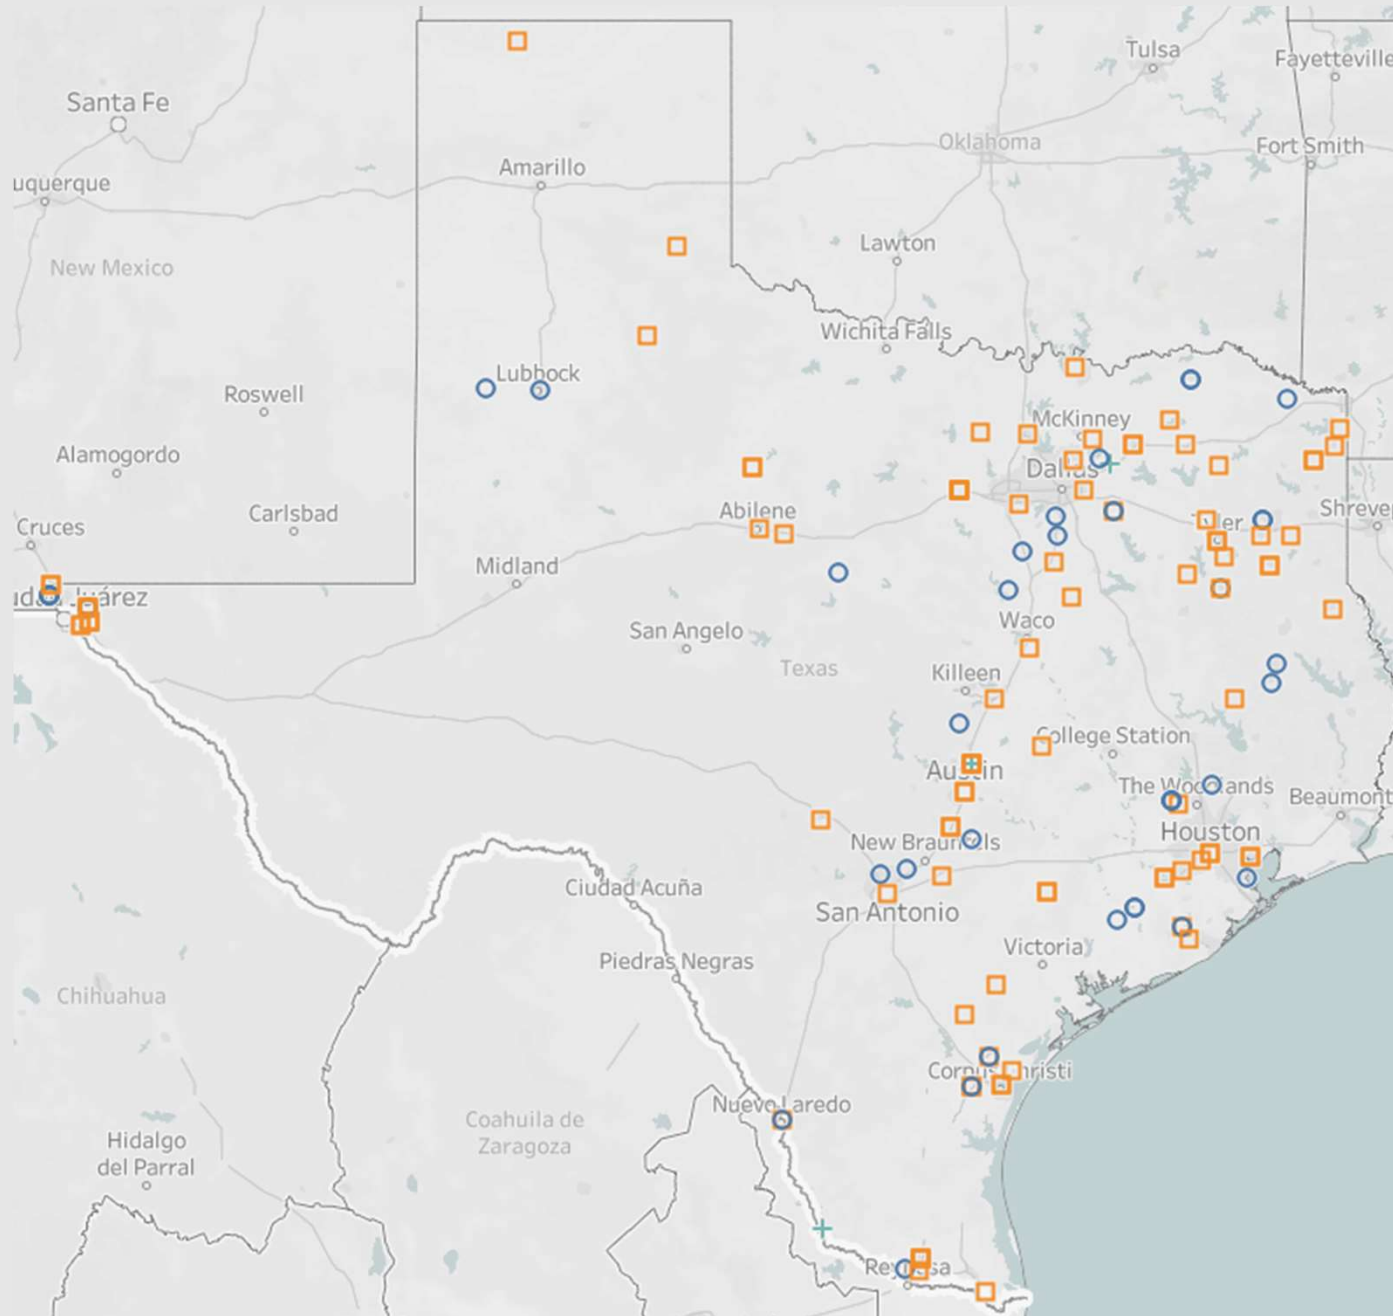 Tulsa
Fayetteville
Santa Fe
Oklahoma
Fort Smith
Amarillo
uquerque
Lawton
New Mexico
Wichita Falls
Lubbock
Roswell
McKinney
Alamogordo
Dallas
Abilene
Carlsbad
Cruces
Shreve
Midland
Juárez
Waco
San Angelo
Texas
Killeen
College Station
Austin
The Woodlands
Beaumont
Houston
New Braunfels
Ciudad Acuña
San Antonio
Victoria
Piedras Negras
Chihuahua
Corpus Christi
Nuevo Laredo
Coahuila de
Zaragoza
Hidalgo
del Parral
Reynosa